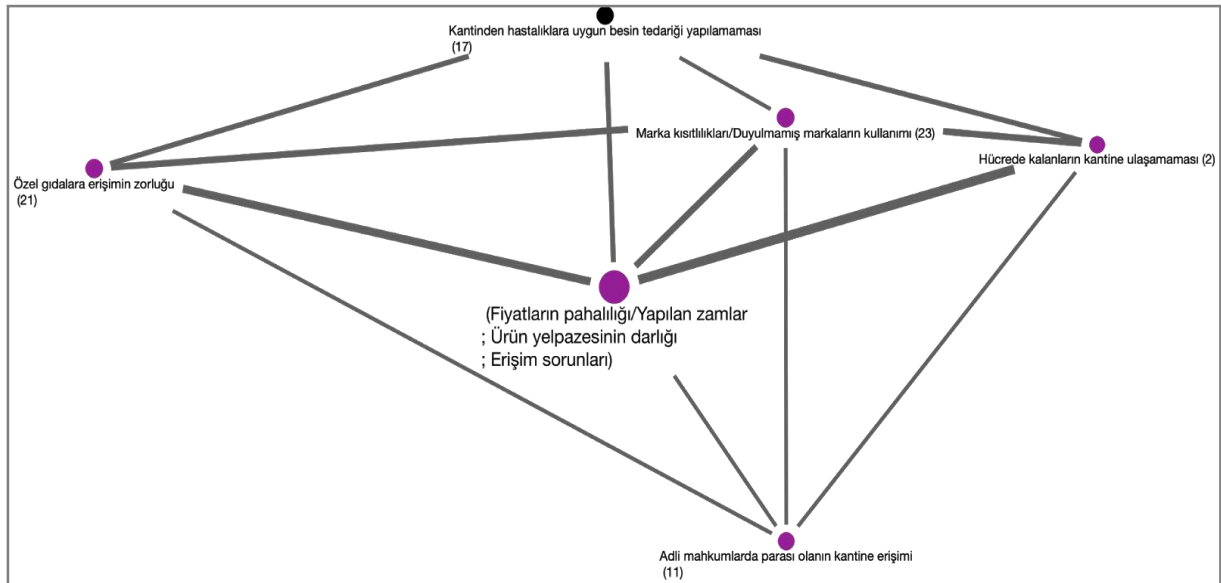 Kantinden hastalıklara uygun besin tedariği yapılamaması
(17)
Marka kısıtlılıkları/Duyulmamış markaların kullanımı (23)
Hücrede kalanların kantine ulaşamaması (2)
Özel gıdalara erişimin zorluğu
(21)
(Fiyatların pahalılığı/Yapılan zamlar
; Ürün yelpazesinin darlığı
; Erişim sorunları)
Adli mahkumlarda parası olanın kantine erişimi
(11)